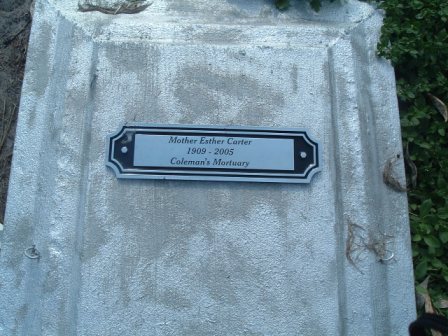 Mother Esther Carter
1909 - 2005
Coleman's Mortuary